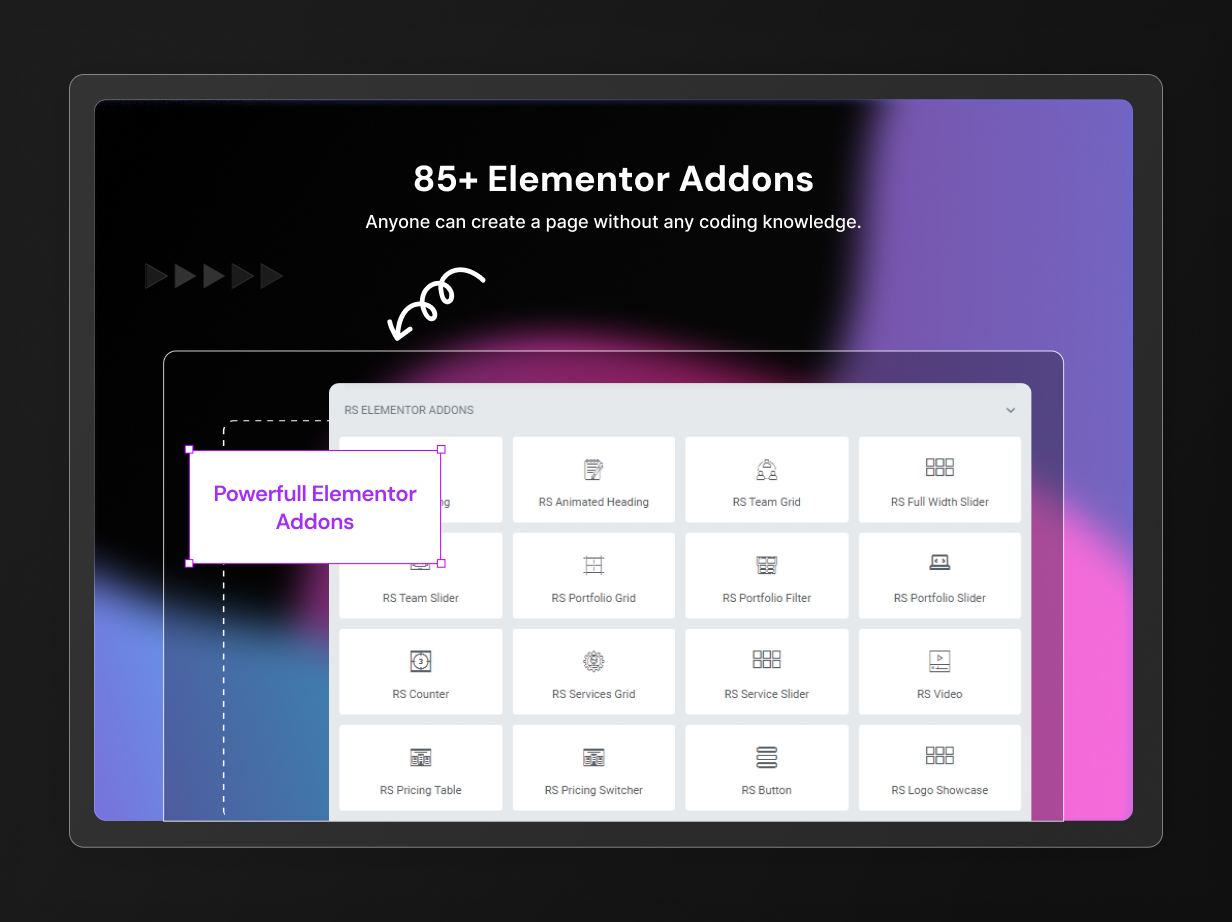 85+ Elementor Addons
Anyone can create a page without any coding knowledge.
RS ELEMENTOR ADDONS
Powerfull Elementor
Addons
RS Animated Heading
RS Team Grid
RS Full Width Slider
RS Team Slider
RS Portfolio Grid
RS Portfolio Filter
RS Portfolio Slider
3
RS Counter
RS Services Grid
RS Service Slider
RS Video
RS Pricing Table
RS Pricing Switcher
RS Button
RS Logo Showcase